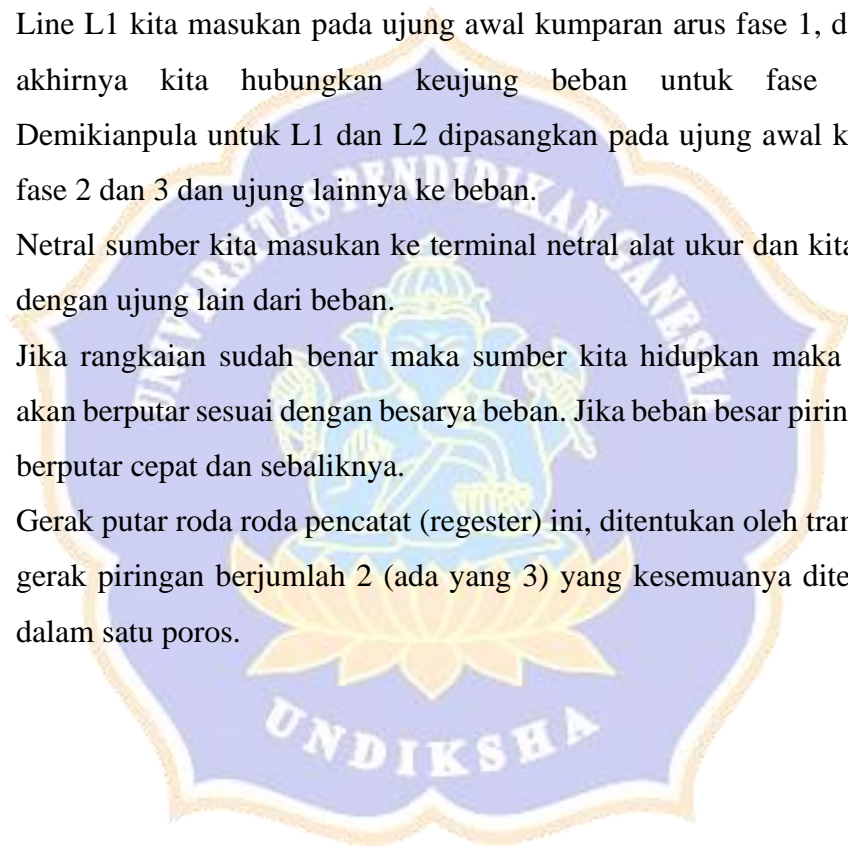 Line L1 kita masukan pada ujung awal kumparan arus fase 1, d
akhirnya kita hubungkan keujung beban untuk fase
Demikianpula untuk L1 dan L2 dipasangkan pada ujung awal k
fase 2 dan 3 dan ujung lainnya ke beban.
Netral sumber kita masukan ke terminal netral alat ukur dan kita
dengan ujung lain dari beban.
Jika rangkaian sudah benar maka sumber kita hidupkan maka
akan berputar sesuai dengan besarya beban. Jika beban besar pirin
berputar cepat dan sebaliknya.
Gerak putar roda roda pencatat (regester) ini, ditentukan oleh tran
gerak piringan berjumlah 2 (ada yang 3) yang kesemuanya dite
dalam satu poros.
UNIVERSITAS PENDIDIKAN GANESHA
UNDIKSHA